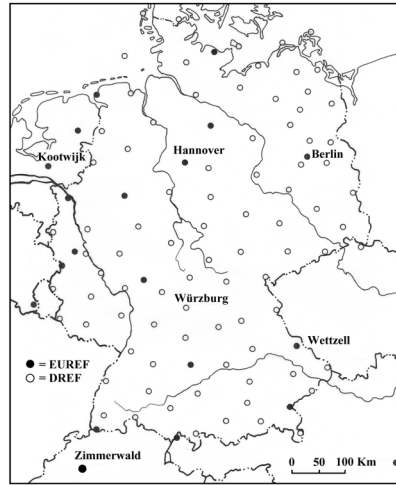 Kootwijk
Hannover
Berlin
Würzburg
Wettzell
= EUREF
= DREF
Zimmerwald
0 50 100 Km